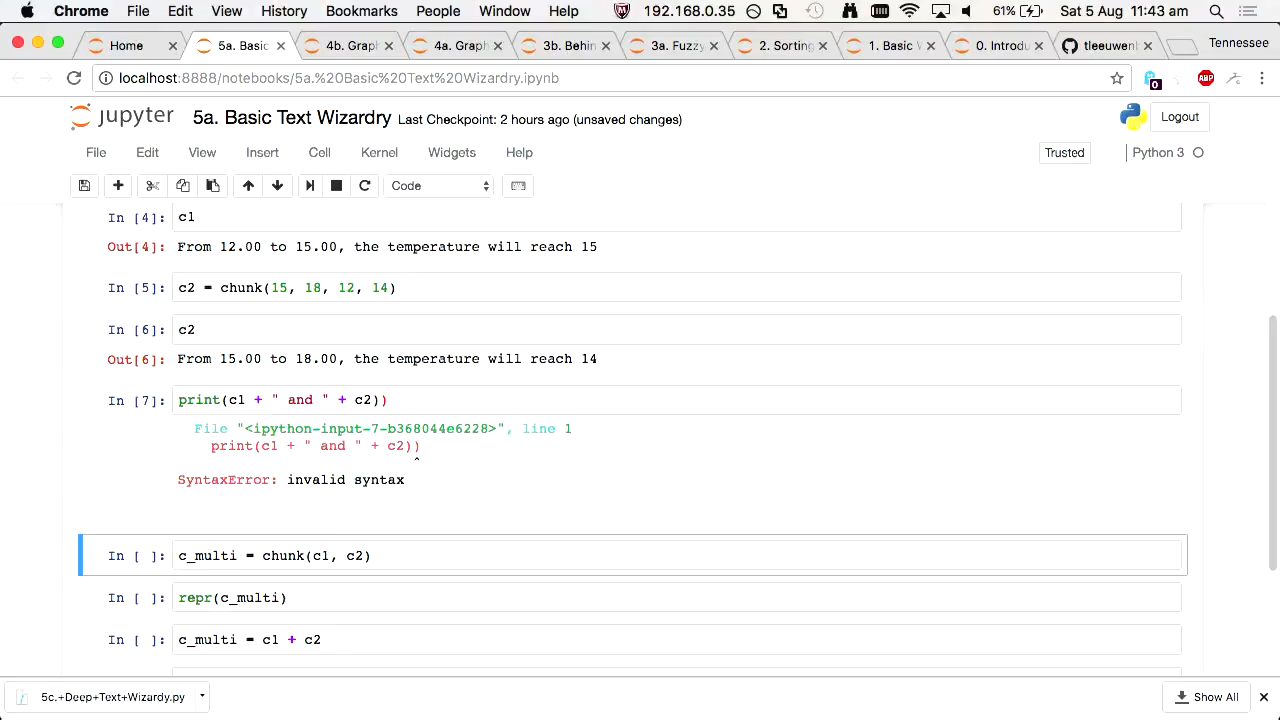 Chrome File Edit View History Bookmarks People Window Help 192.168.0.35 61% Sat 5 Aug 11:43 am
Home 5a. Basic 4b. Grap 4a. Grap 3b. Behin 3a. Fuzzy 2. Sorting 1. Basic 0. Introdu tleeuwenl Tennessee
localhost:8888/notebooks/5a.%20Basic%20Text%20Wizardry.ipynb ABP 0
jupyter 5a. Basic Text Wizardry Last Checkpoint: 2 hours ago (unsaved changes) Logout
File Edit View Insert Cell Kernel Widgets Help Trusted Python 3
Code
In [4]: c1
Out[4]: From 12.00 to 15.00, the temperature will reach 15
In [5]: c2 = chunk(15, 18, 12, 14)
In [6]: c2
Out[6]: From 15.00 to 18.00, the temperature will reach 14
In [7]: print(c1 + " and " + c2))
File "<ipython-input-7-b368044e6228>", line 1
print(c1 + " and " + c2))
^
SyntaxError: invalid syntax
In [ ]: c_multi = chunk(c1, c2)
In [ ]: repr(c_multi)
In [ ]: c_multi = c1 + c2
5c.+Deep+Text+Wizardy.py Show All